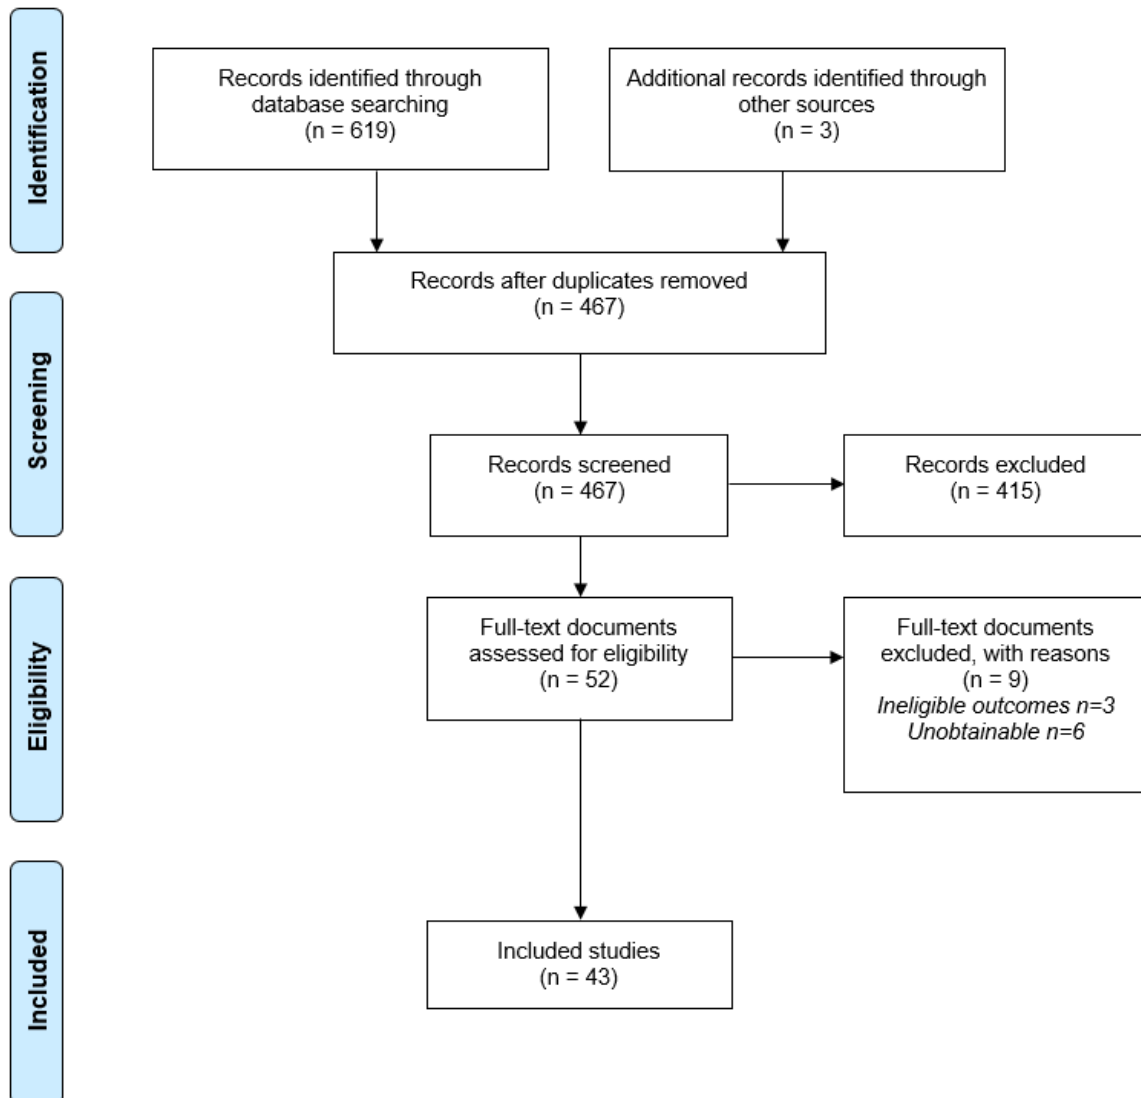 Identification
Records identified through
database searching
(n = 619)
Additional records identified through
other sources
(n = 3)
Records after duplicates removed
(n = 467)
Screening
Records screened
(n = 467)
Records excluded
(n = 415)
Eligibility
Full-text documents
assessed for eligibility
(n = 52)
Full-text documents
excluded, with reasons
(n = 9)
Ineligible outcomes n=3
Unobtainable n=6
Included
Included studies
(n = 43)